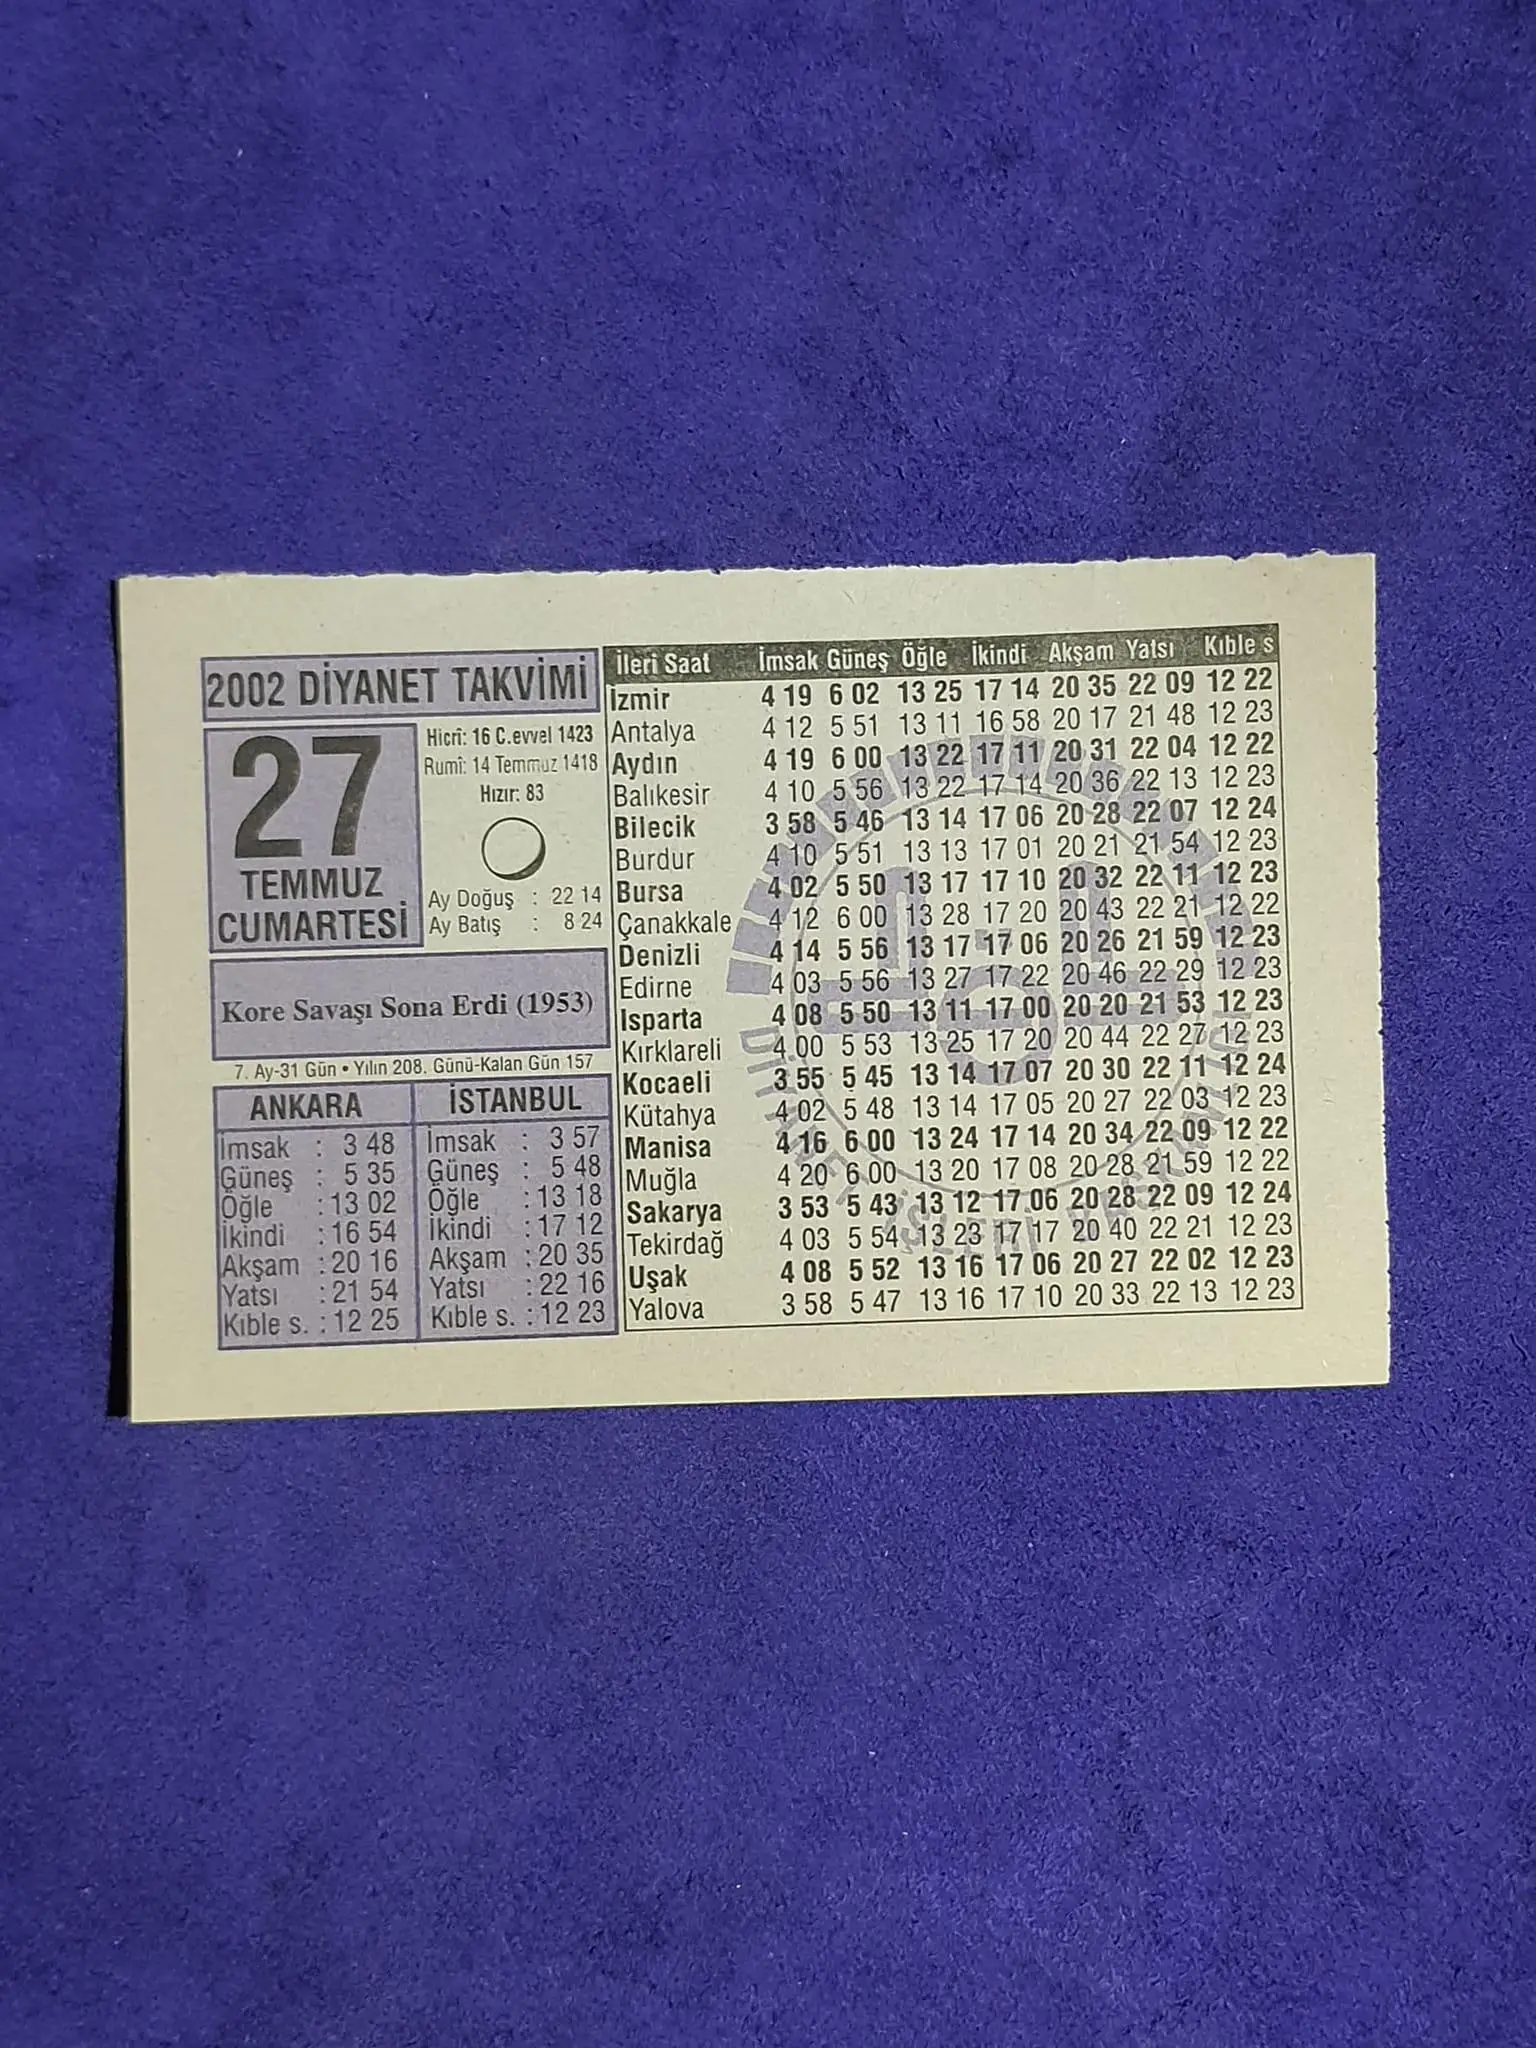 2002 DİYANET TAKVİMİ
27
TEMMUZ
CUMARTESİ
Hicrî: 16 C.evvel 1423
Rumî: 14 Temmuz 1418
Hızır: 83
Ay Doğuş : 22 14
Ay Batış : 8 24
Kore Savaşı Sona Erdi (1953)
7. Ay-31 Gün • Yılın 208. Günü-Kalan Gün 157
ANKARA
İmsak : 3 48
Güneş : 5 35
Öğle : 13 02
İkindi : 16 54
Akşam : 20 16
Yatsı : 21 54
Kıble s. : 12 25
İSTANBUL
İmsak : 3 57
Güneş : 5 48
Öğle : 13 18
İkindi : 17 12
Akşam : 20 35
Yatsı : 22 16
Kıble s. : 12 23
İleri Saat İmsak Güneş Öğle İkindi Akşam Yatsı Kıble s
İzmir 4 19 6 02 13 25 17 14 20 35 22 09 12 22
Antalya 4 12 5 51 13 11 16 58 20 17 21 48 12 23
Aydın 4 19 6 00 13 22 17 11 20 31 22 04 12 22
Balıkesir 4 10 5 56 13 22 17 14 20 36 22 13 12 23
Bilecik 3 58 5 46 13 14 17 06 20 28 22 07 12 24
Burdur 4 10 5 51 13 13 17 01 20 21 21 54 12 23
Bursa 4 02 5 50 13 17 17 10 20 32 22 11 12 23
Çanakkale 4 12 6 00 13 28 17 20 20 43 22 21 12 22
Denizli 4 14 5 56 13 17 17 06 20 26 21 59 12 23
Edirne 4 03 5 56 13 27 17 22 20 46 22 29 12 23
Isparta 4 08 5 50 13 11 17 00 20 20 21 53 12 23
Kırklareli 4 00 5 53 13 25 17 20 20 44 22 27 12 23
Kocaeli 3 55 5 45 13 14 17 07 20 30 22 11 12 24
Kütahya 4 02 5 48 13 14 17 05 20 27 22 03 12 23
Manisa 4 16 6 00 13 24 17 14 20 34 22 09 12 22
Muğla 4 20 6 00 13 20 17 08 20 28 21 59 12 22
Sakarya 3 53 5 43 13 12 17 06 20 28 22 09 12 24
Tekirdağ 4 03 5 54 13 23 17 17 20 40 22 21 12 23
Uşak 4 08 5 52 13 16 17 06 20 27 22 02 12 23
Yalova 3 58 5 47 13 16 17 10 20 33 22 13 12 23
DİYANET İŞLERİ